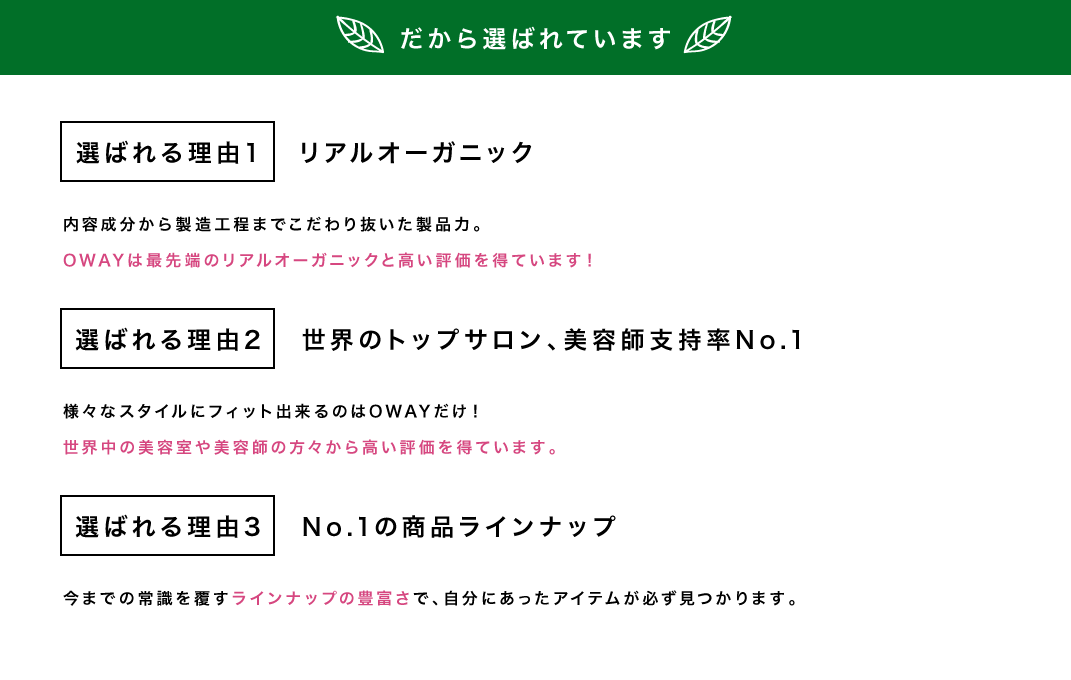 だから選ばれています
選ばれる理由1 リアルオーガニック
内容成分から製造工程までこだわり抜いた製品力。
OWAYは最先端のリアルオーガニックと高い評価を得ています！
選ばれる理由2 世界のトップサロン、美容師支持率No.1
様々なスタイルにフィット出来るのはOWAYだけ！
世界中の美容室や美容師の方々から高い評価を得ています。
選ばれる理由3 No.1の商品ラインナップ
今までの常識を覆すラインナップの豊富さで、自分にあったアイテムが必ず見つかります。